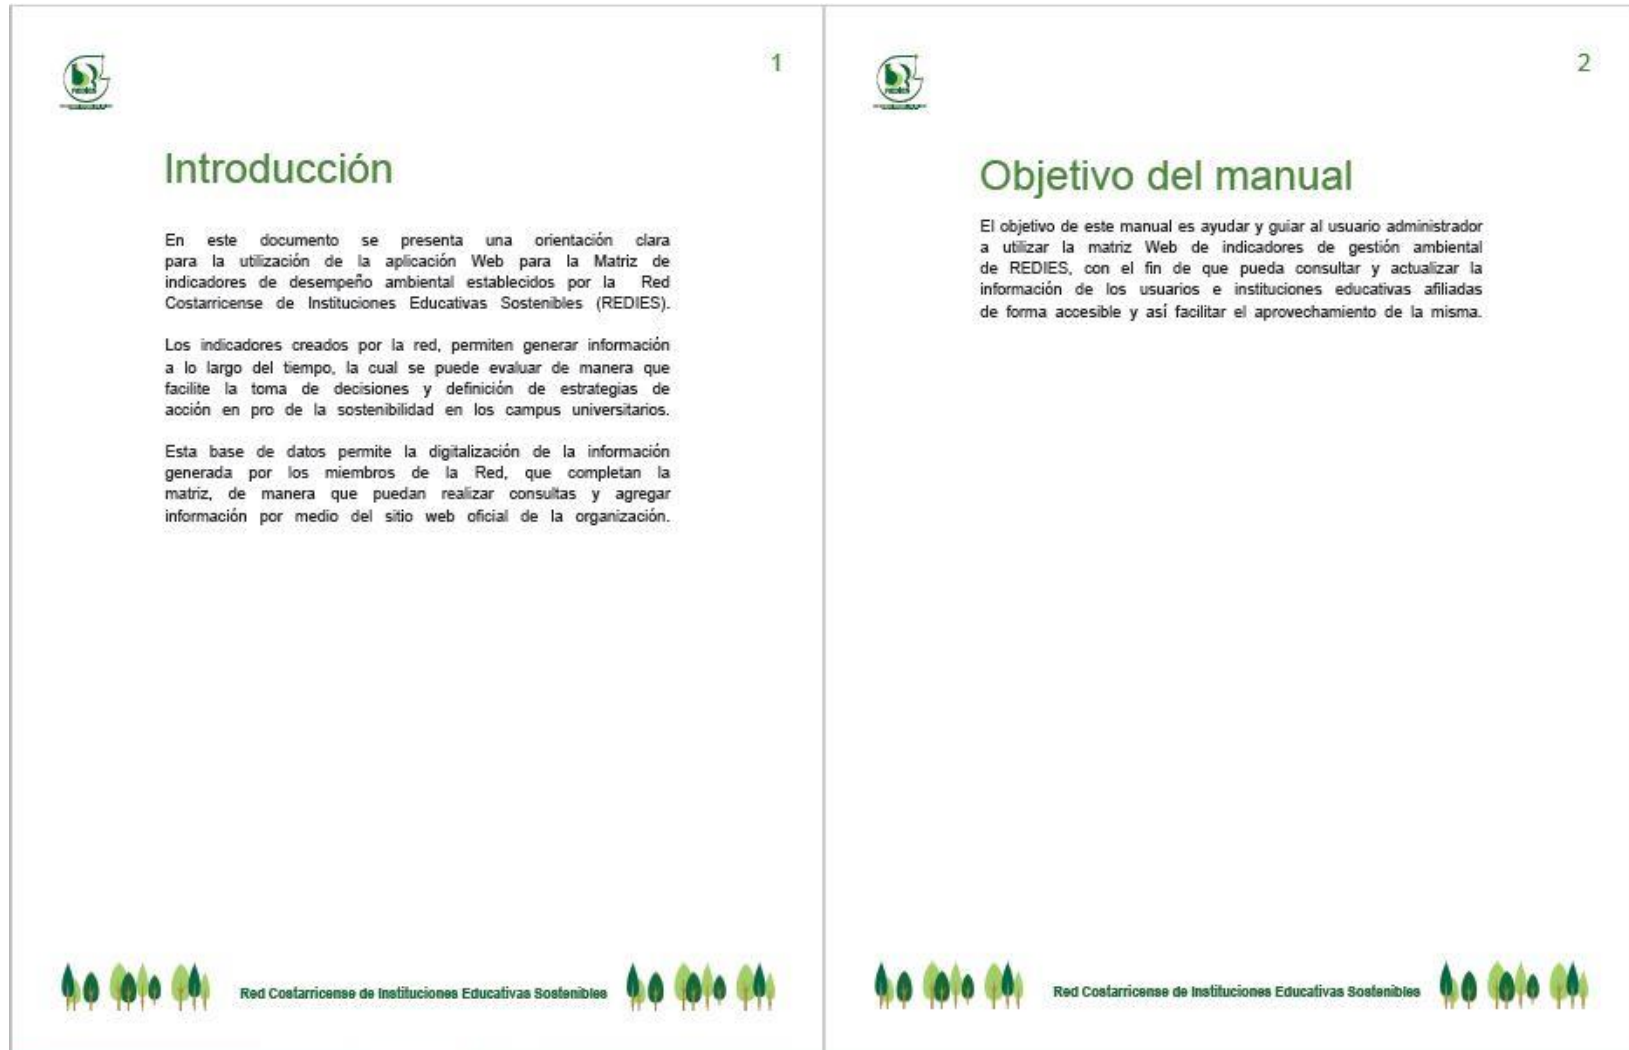 1
REDIES
Introducción
En este documento se presenta una orientación clara
para la utilización de la aplicación Web para la Matriz de
indicadores de desempeño ambiental establecidos por la Red
Costarricense de Instituciones Educativas Sostenibles (REDIES).
Los indicadores creados por la red, permiten generar información
a lo largo del tiempo, la cual se puede evaluar de manera que
facilite la toma de decisiones y definición de estrategias de
acción en pro de la sostenibilidad en los campus universitarios.
Esta base de datos permite la digitalización de la información
generada por los miembros de la Red, que completan la
matriz, de manera que puedan realizar consultas y agregar
información por medio del sitio web oficial de la organización.
Red Costarricense de Instituciones Educativas Sostenibles
2
REDIES
Objetivo del manual
El objetivo de este manual es ayudar y guiar al usuario administrador
a utilizar la matriz Web de indicadores de gestión ambiental
de REDIES, con el fin de que pueda consultar y actualizar la
información de los usuarios e instituciones educativas afiliadas
de forma accesible y así facilitar el aprovechamiento de la misma.
Red Costarricense de Instituciones Educativas Sostenibles